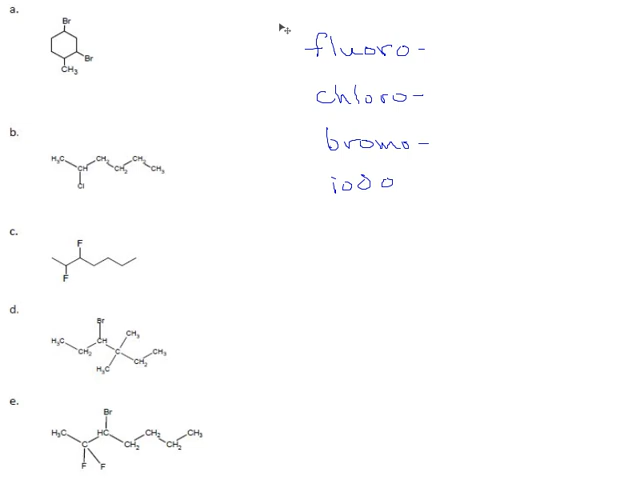 a.
Br
Br
CH3
fluoro-
chloro-
bromo-
iodo
b.
H3C CH2 CH2
CH CH2 CH3
Cl
c.
F
F
d.
Br
CH3
H3C CH CH3
CH2 C
H3C CH2
e.
Br
H3C HC CH2 CH3
C CH2 CH2
F F